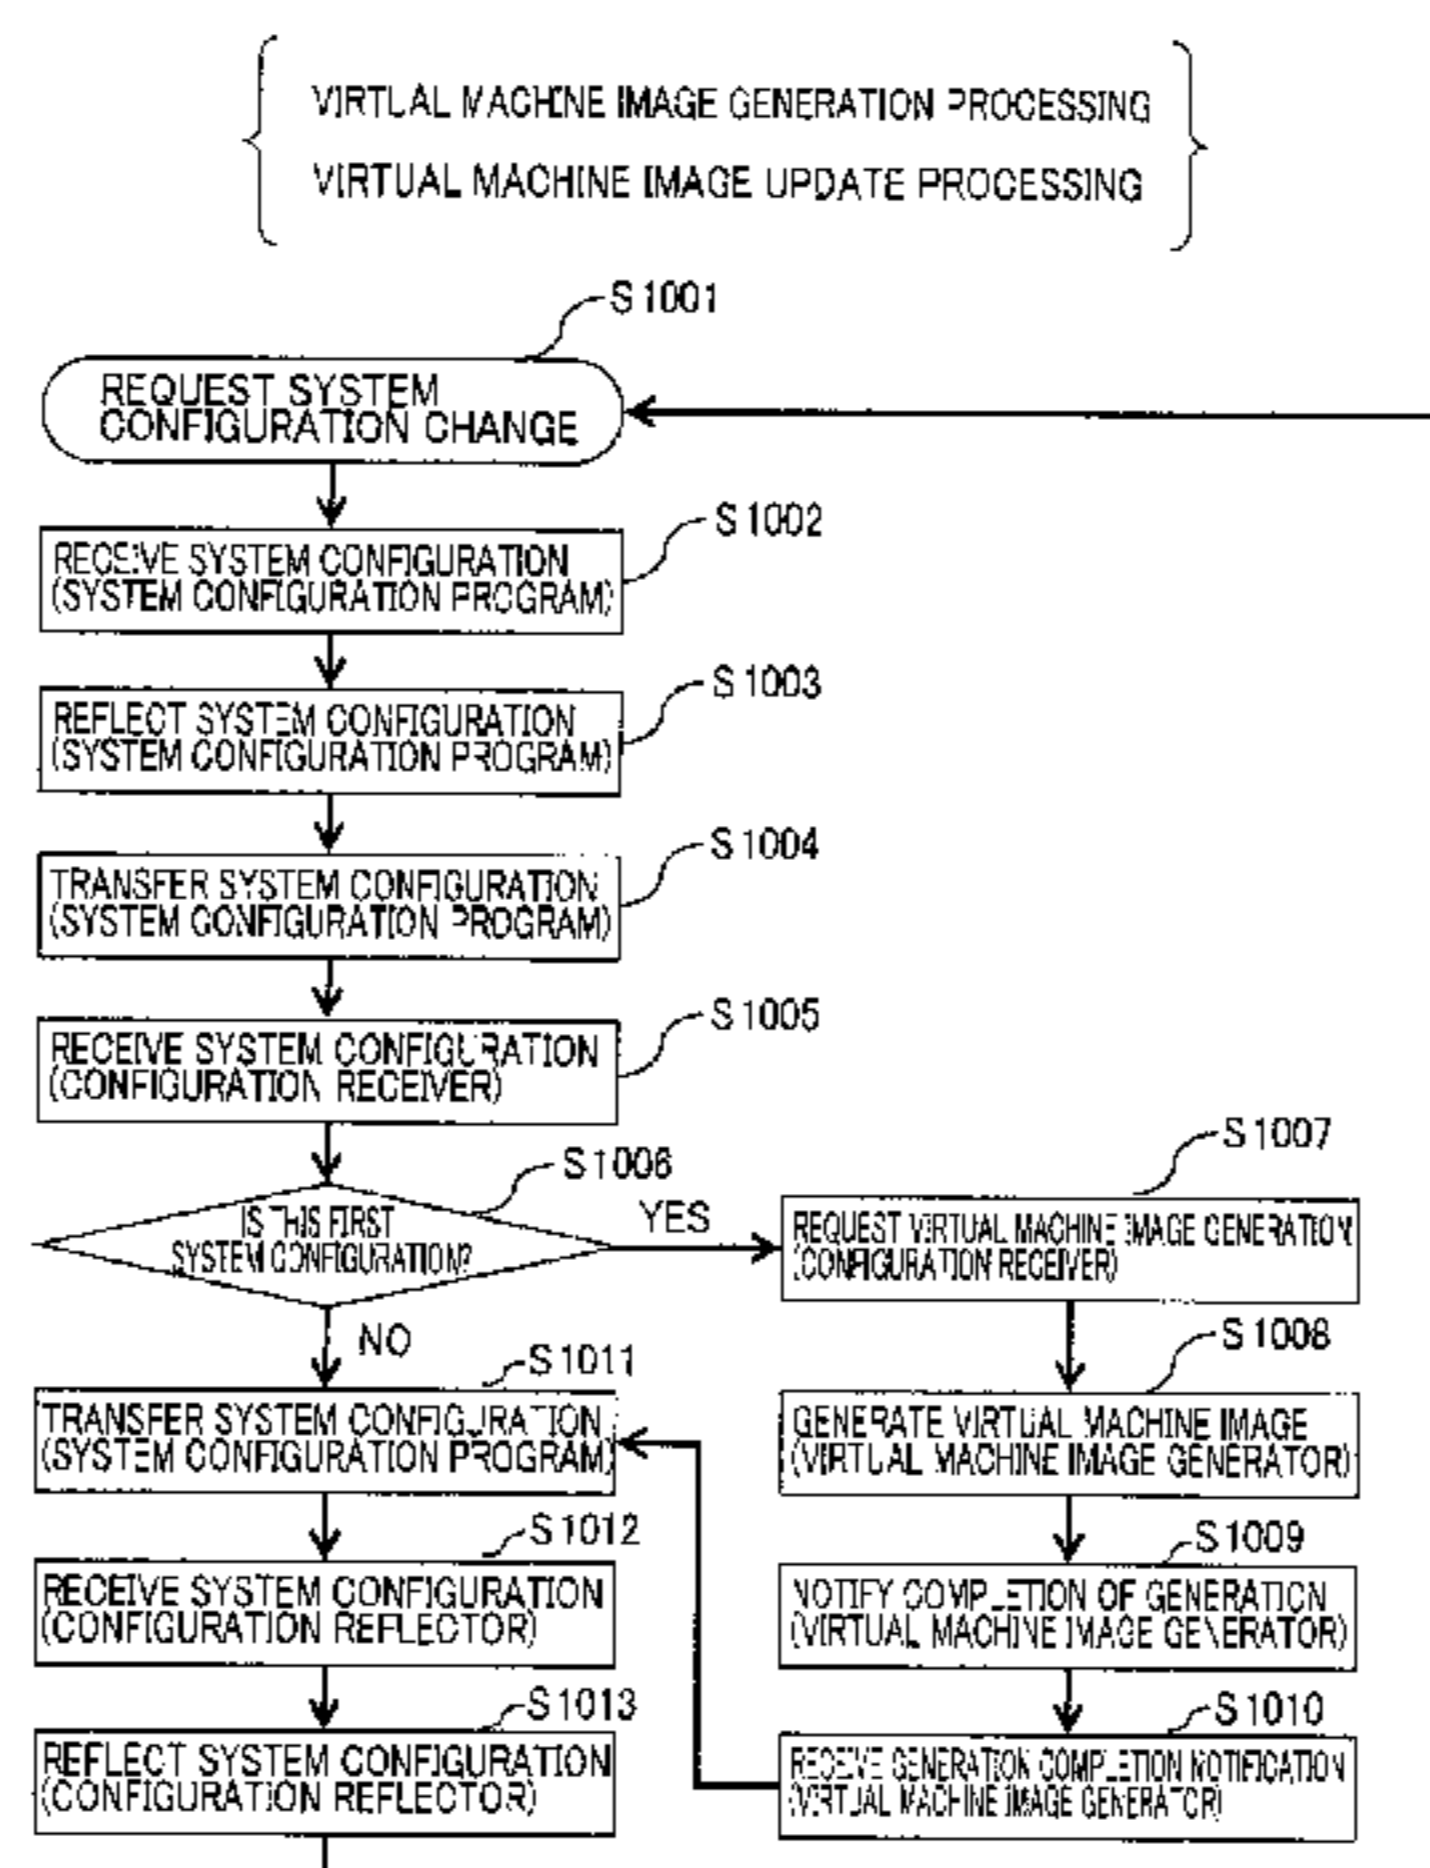 VIRTUAL MACHINE IMAGE GENERATION PROCESSING
VIRTUAL MACHINE IMAGE UPDATE PROCESSING
S1001
REQUEST SYSTEM
CONFIGURATION CHANGE
S1002
RECEIVE SYSTEM CONFIGURATION
(SYSTEM CONFIGURATION PROGRAM)
S1003
REFLECT SYSTEM CONFIGURATION
(SYSTEM CONFIGURATION PROGRAM)
S1004
TRANSFER SYSTEM CONFIGURATION
(SYSTEM CONFIGURATION PROGRAM)
S1005
RECEIVE SYSTEM CONFIGURATION
(CONFIGURATION RECEIVER)
S1006
IS THIS FIRST
SYSTEM CONFIGURATION?
YES
NO
S1007
REQUEST VIRTUAL MACHINE IMAGE GENERATION
(CONFIGURATION RECEIVER)
S1008
GENERATE VIRTUAL MACHINE IMAGE
(VIRTUAL MACHINE IMAGE GENERATOR)
S1009
NOTIFY COMPLETION OF GENERATION
(VIRTUAL MACHINE IMAGE GENERATOR)
S1010
RECEIVE GENERATION COMPLETION NOTIFICATION
(VIRTUAL MACHINE IMAGE GENERATOR)
S1011
TRANSFER SYSTEM CONFIGURATION
(SYSTEM CONFIGURATION PROGRAM)
S1012
RECEIVE SYSTEM CONFIGURATION
(CONFIGURATION REFLECTOR)
S1013
REFLECT SYSTEM CONFIGURATION
(CONFIGURATION REFLECTOR)